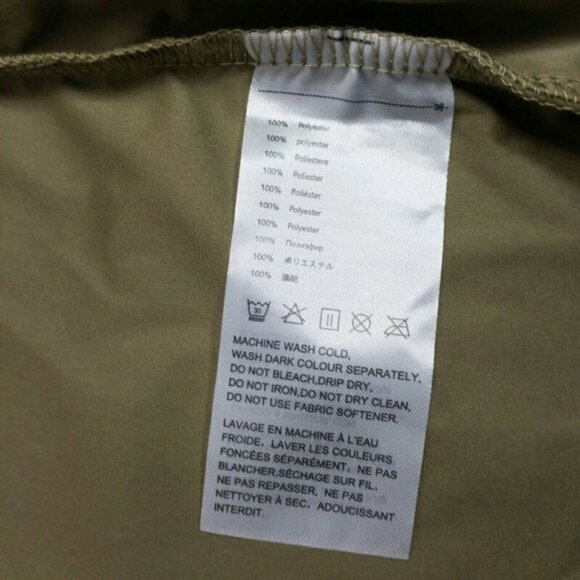 100% Polyester
100% polyester
100% Poliestere
100% Poliester
100% Poliéster
100% Polyester
100% Polyester
100% Полиэфир
100% ポリエステル
100%
30
MACHINE WASH COLD,
WASH DARK COLOUR SEPARATELY,
DO NOT BLEACH,DRIP DRY,
DO NOT IRON,DO NOT DRY CLEAN,
DO NOT USE FABRIC SOFTENER.
LAVAGE EN MACHINE À L'EAU
FROIDE, LAVER LES COULEURS
FONCÉES SÉPARÉMENT, NE PAS
BLANCHIER,SÉCHAGE SUR FIL.
NE PAS REPASSER, NE PAS
NETTOYER À SEC, ADOUCISSANT
INTERDIT.